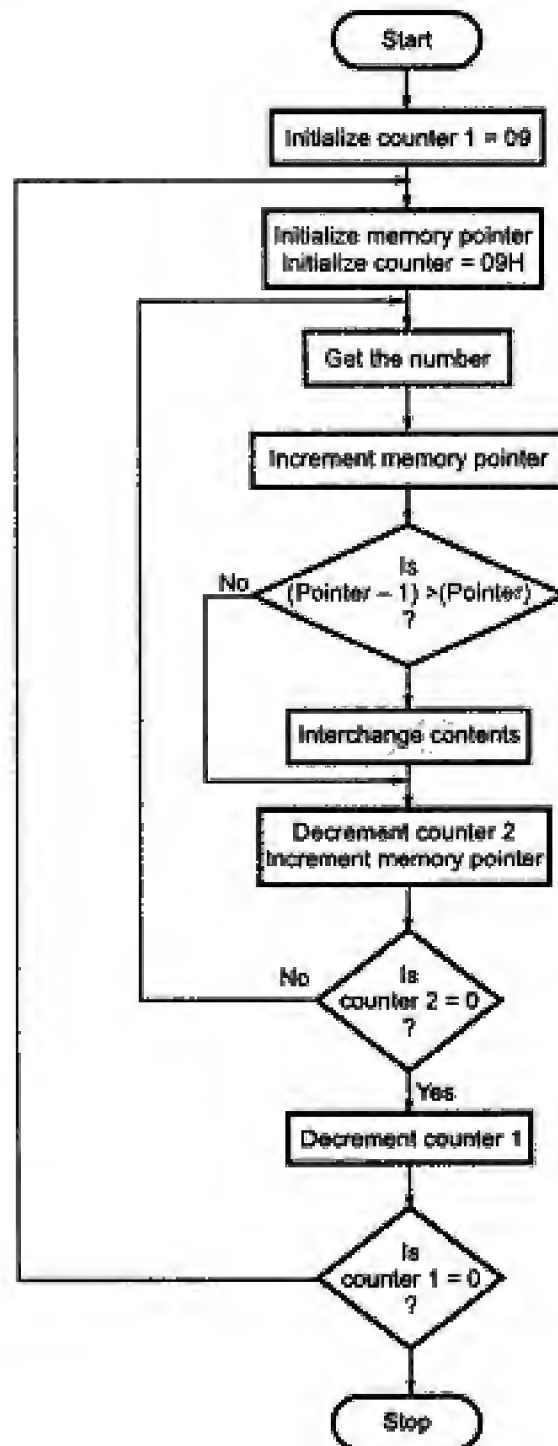 Start
Initialize counter 1 = 09
Initialize memory pointer
Initialize counter = 09H
Get the number
Increment memory pointer
Is
(Pointer – 1) >(Pointer)
?
No
Interchange contents
Decrement counter 2
Increment memory pointer
Is
counter 2 = 0
?
No
Yes
Decrement counter 1
Is
counter 1 = 0
?
Stop